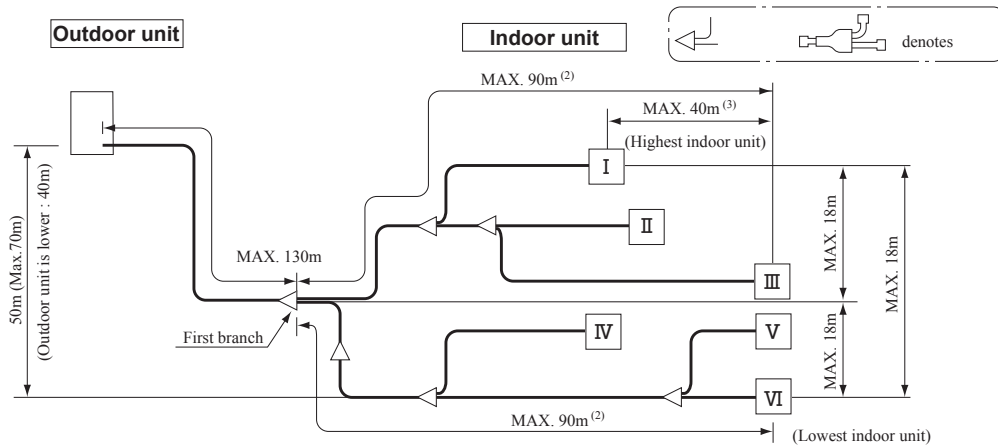 Outdoor unit
Indoor unit
denotes
MAX. 90m (2)
MAX. 40m (3)
(Highest indoor unit)
I
II
MAX. 130m
III
50m (Max.70m)
(Outdoor unit is lower : 40m)
MAX. 18m
MAX. 18m
MAX. 18m
First branch
IV
V
VI
MAX. 90m (2)
(Lowest indoor unit)